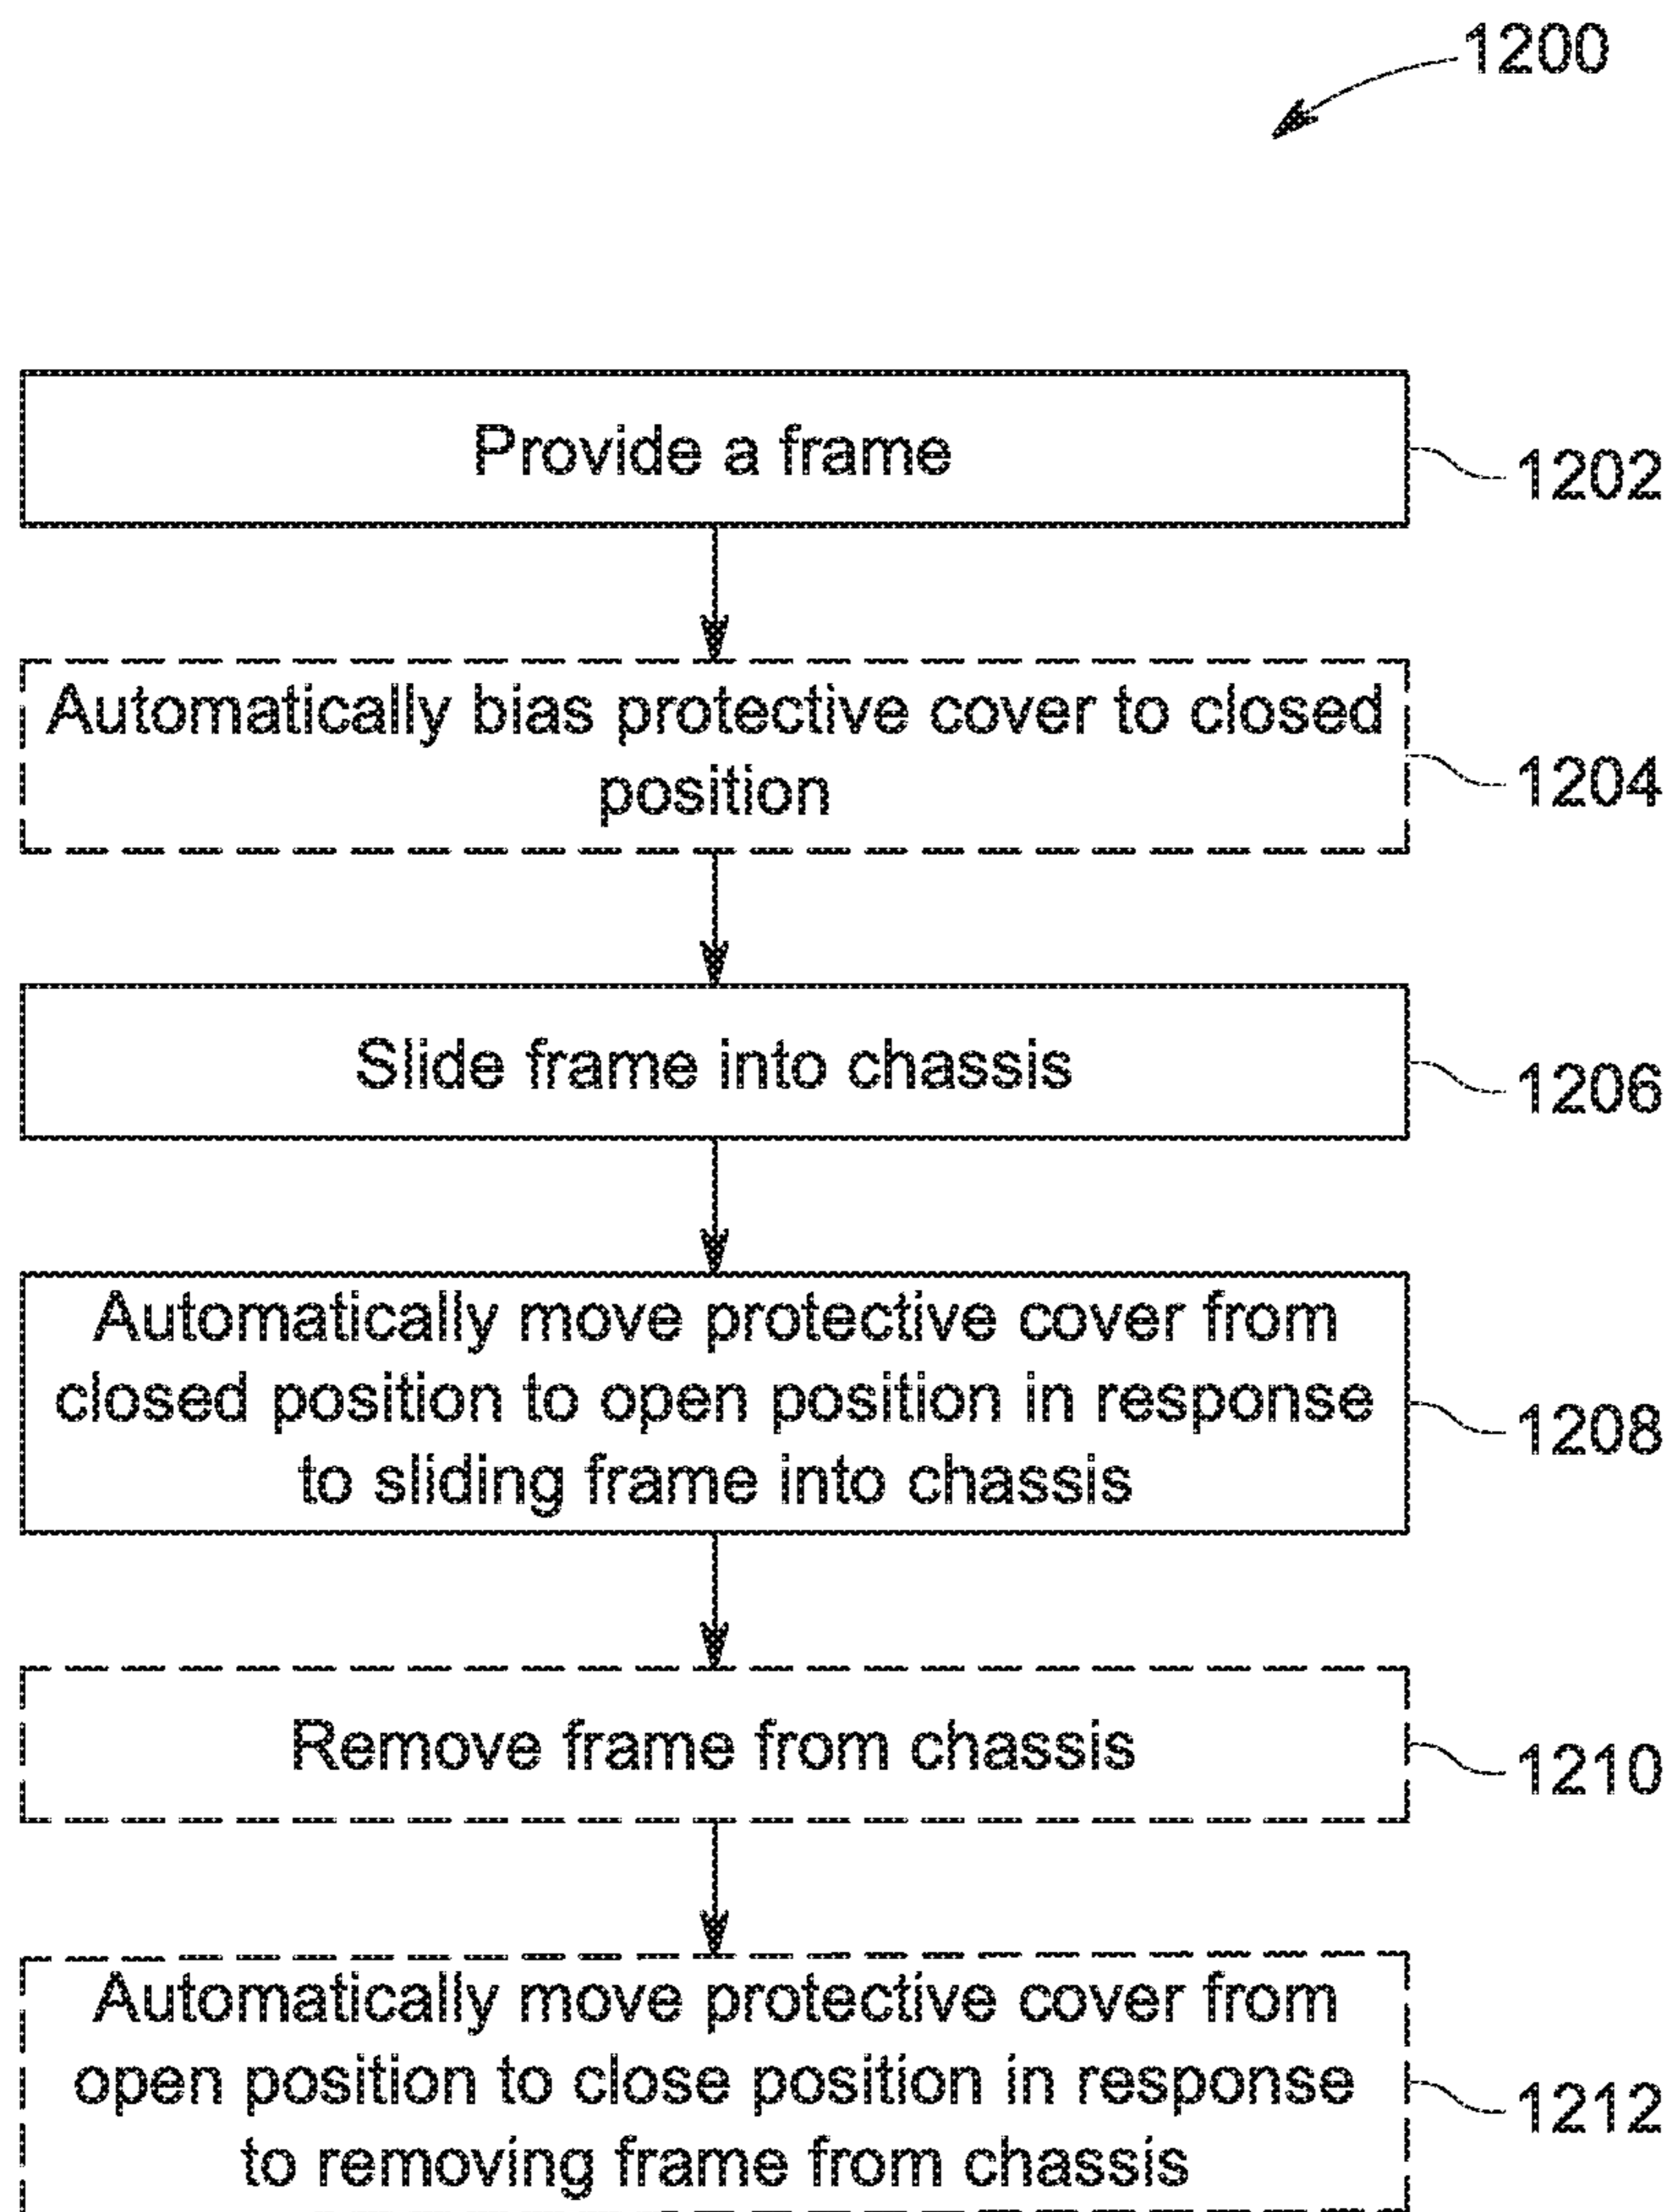 1200
Provide a frame
1202
Automatically bias protective cover to closed
position
1204
Slide frame into chassis
1206
Automatically move protective cover from
closed position to open position in response
to sliding frame into chassis
1208
Remove frame from chassis
1210
Automatically move protective cover from
open position to close position in response
to removing frame from chassis
1212